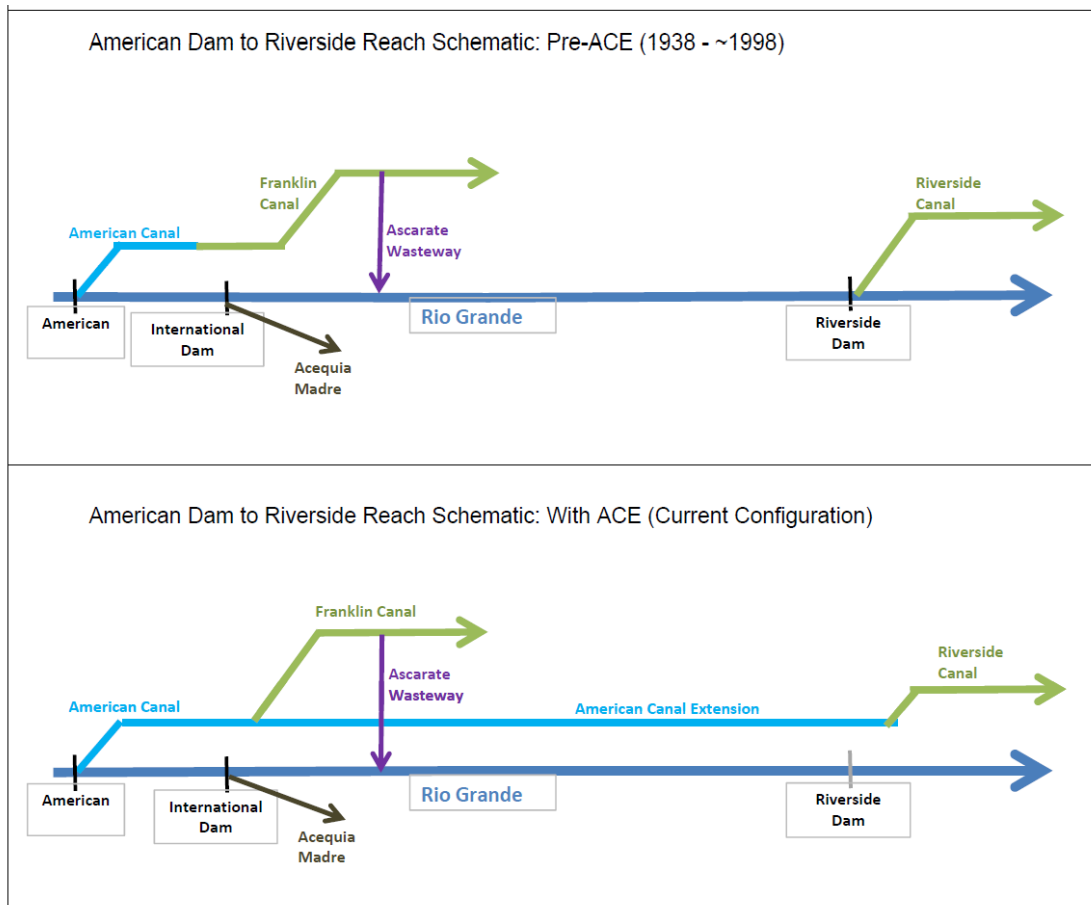 American Dam to Riverside Reach Schematic: Pre-ACE (1938 - ~1998)
Franklin
Canal
Riverside
Canal
American Canal
Ascarate
Wasteway
American
International
Dam
Rio Grande
Riverside
Dam
Acequia
Madre
American Dam to Riverside Reach Schematic: With ACE (Current Configuration)
Franklin Canal
Riverside
Canal
Ascarate
Wasteway
American Canal
American Canal Extension
American
International
Dam
Rio Grande
Riverside
Dam
Acequia
Madre